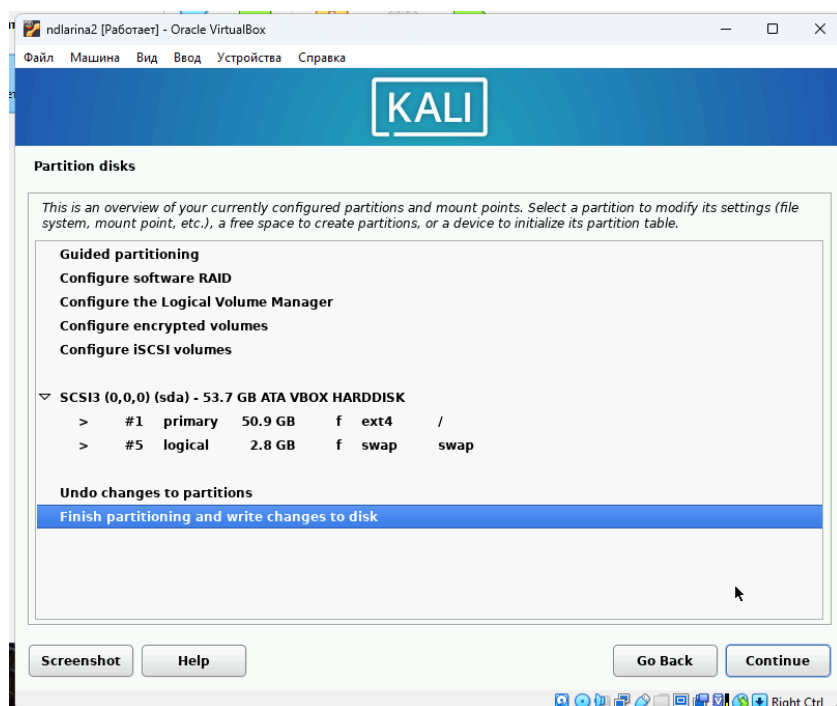 ndlarina2 [Работает] - Oracle VirtualBox
Файл Машина Вид Ввод Устройства Справка
KALI
Partition disks
This is an overview of your currently configured partitions and mount points. Select a partition to modify its settings (file
system, mount point, etc.), a free space to create partitions, or a device to initialize its partition table.
Guided partitioning
Configure software RAID
Configure the Logical Volume Manager
Configure encrypted volumes
Configure iSCSI volumes
SCSI3 (0,0,0) (sda) - 53.7 GB ATA VBOX HARDDISK
> #1 primary 50.9 GB f ext4 /
> #5 logical 2.8 GB f swap swap
Undo changes to partitions
Finish partitioning and write changes to disk
Screenshot Help Go Back Continue
Right Ctrl